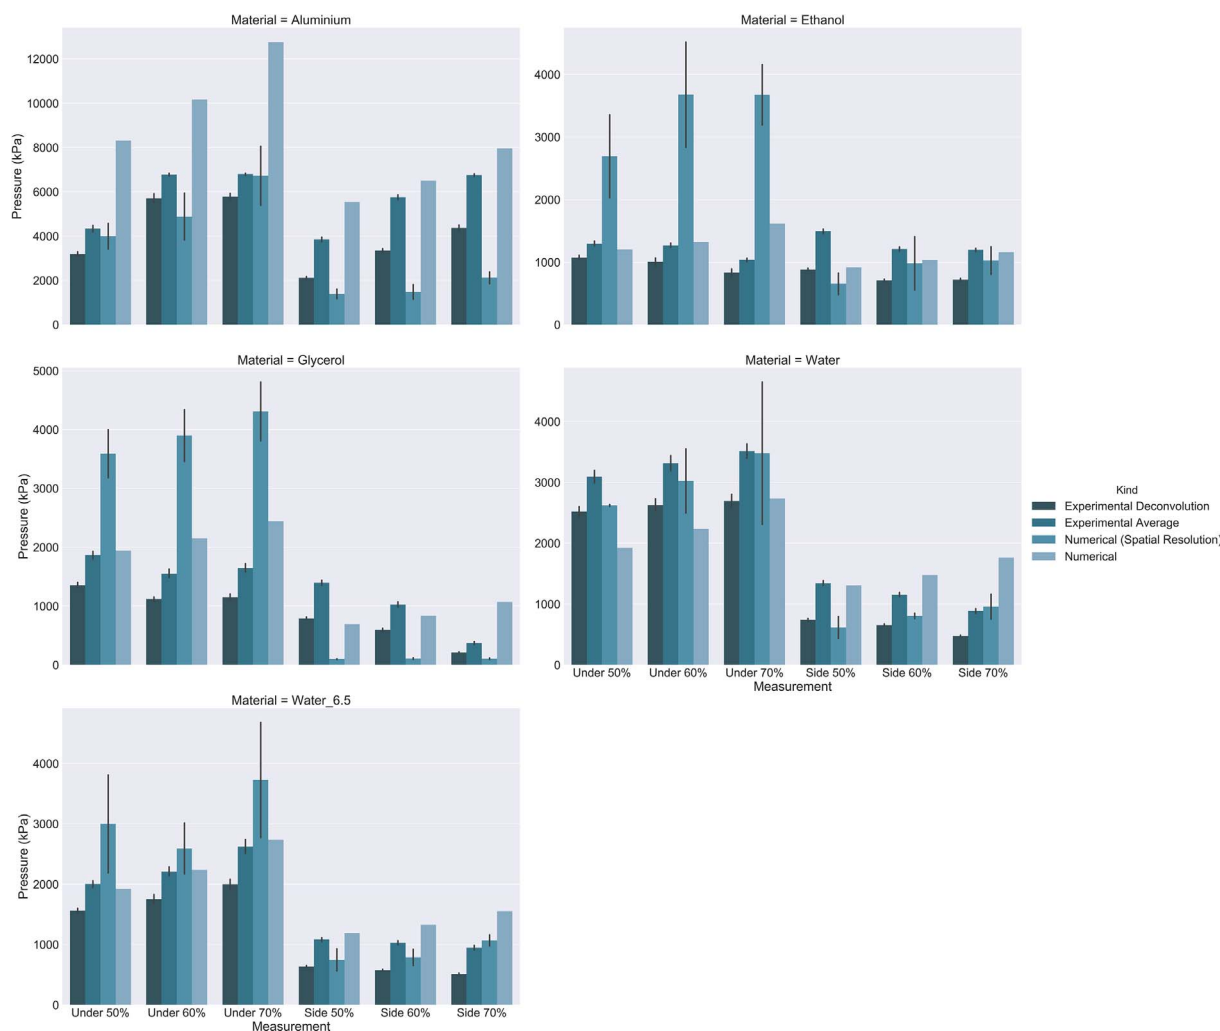 Material = Aluminium
Pressure (kPa)
12000
10000
8000
6000
4000
2000
0
Material = Ethanol
4000
3000
2000
1000
0
Material = Glycerol
Pressure (kPa)
5000
4000
3000
2000
1000
0
Material = Water
4000
3000
2000
1000
0
Under 50% Under 60% Under 70% Side 50% Side 60% Side 70%
Measurement
Kind
Experimental Deconvolution
Experimental Average
Numerical (Spatial Resolution)
Numerical
Material = Water_6.5
Pressure (kPa)
4000
3000
2000
1000
0
Under 50% Under 60% Under 70% Side 50% Side 60% Side 70%
Measurement